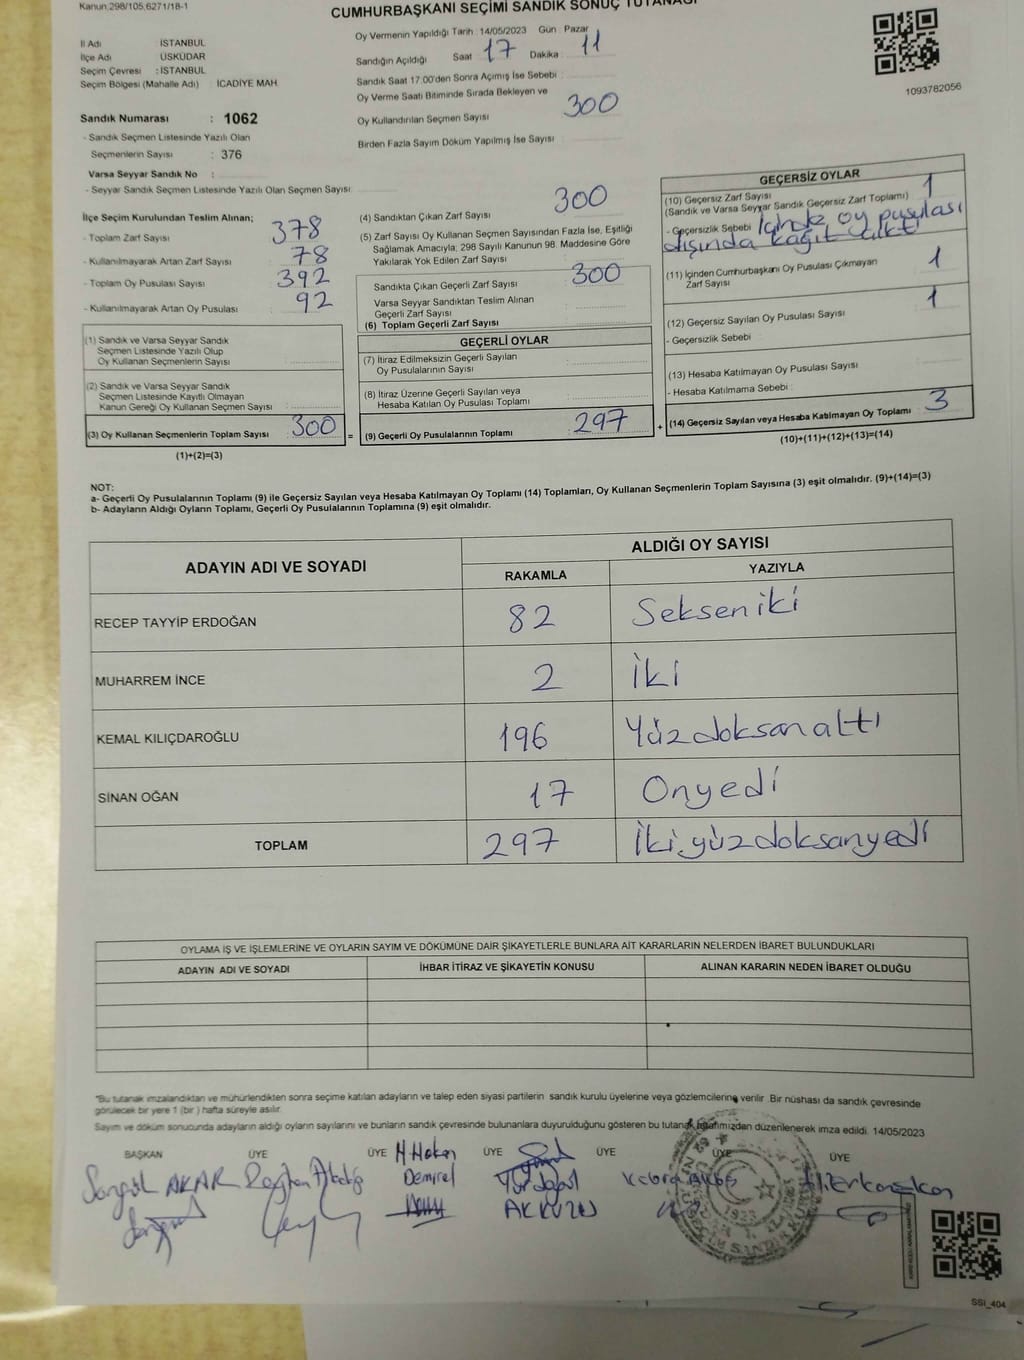 Kanun,298/105,6271/18-1
CUMHURBAŞKANI SEÇİMİ SANDIK SONUÇ TUTANAĞI
İl Adı : İSTANBUL
İlçe Adı : ÜSKÜDAR
Seçim Çevresi : İSTANBUL
Seçim Bölgesi (Mahalle Adı) : İCADİYE MAH
Oy Vermenin Yapıldığı Tarih : 14/05/2023 Gün : Pazar
Sandığın Açıldığı Saat : 17 Dakika : 11
Sandık Saat 17.00'den Sonra Açımış İse Sebebi :
Oy Verme Saati Bitiminde Sırada Bekleyen ve
Oy Kullandırılan Seçmen Sayısı : 300
Birden Fazla Sayım Döküm Yapılmış İse Sayısı :
1093782056
Sandık Numarası : 1062
- Sandık Seçmen Listesinde Yazılı Olan
Seçmenlerin Sayısı : 376
Varsa Seyyar Sandık No :
- Seyyar Sandık Seçmen Listesinde Yazılı Olan Seçmen Sayısı:
İlçe Seçim Kurulundan Teslim Alınan;
- Toplam Zarf Sayısı : 378
- Kullanılmayarak Artan Zarf Sayısı : 78
- Toplam Oy Pusulası Sayısı : 392
- Kullanılmayarak Artan Oy Pusulası : 92
(1) Sandık ve Varsa Seyyar Sandık
Seçmen Listesinde Yazılı Olup
Oy Kullanan Seçmenlerin Sayısı :
(2) Sandık ve Varsa Seyyar Sandık
Seçmen Listesinde Kayıtlı Olmayan
Kanun Gereği Oy Kullanan Seçmen Sayısı :
(3) Oy Kullanan Seçmenlerin Toplam Sayısı : 300
(1)+(2)=(3)
=
(4) Sandıktan Çıkan Zarf Sayısı : 300
(5) Zarf Sayısı Oy Kullanan Seçmen Sayısından Fazla İse, Eşitliği
Sağlamak Amacıyla; 298 Sayılı Kanunun 98. Maddesine Göre
Yakılarak Yok Edilen Zarf Sayısı :
Sandıkta Çıkan Geçerli Zarf Sayısı : 300
Varsa Seyyar Sandıktan Teslim Alınan
Geçerli Zarf Sayısı :
(6) Toplam Geçerli Zarf Sayısı :
GEÇERLİ OYLAR
(7) İtiraz Edilmeksizin Geçerli Sayılan
Oy Pusulalarının Sayısı :
(8) İtiraz Üzerine Geçerli Sayılan veya
Hesaba Katılan Oy Pusulası Toplamı :
(9) Geçerli Oy Pusulalarının Toplamı : 297
+
GEÇERSİZ OYLAR
(10) Geçersiz Zarf Sayısı : 1
(Sandık ve Varsa Seyyar Sandık Geçersiz Zarf Toplamı)
- Geçersizlik Sebebi : İçinde oy pusulası
dışında kağıt çıktı
(11) İçinden Cumhurbaşkanı Oy Pusulası Çıkmayan
Zarf Sayısı : 1
(12) Geçersiz Sayılan Oy Pusulası Sayısı : 1
- Geçersizlik Sebebi :
(13) Hesaba Katılmayan Oy Pusulası Sayısı :
- Hesaba Katılmama Sebebi :
(14) Geçersiz Sayılan veya Hesaba Katılmayan Oy Toplamı : 3
(10)+(11)+(12)+(13)=(14)
NOT:
a- Geçerli Oy Pusulalarının Toplamı (9) ile Geçersiz Sayılan veya Hesaba Katılmayan Oy Toplamı (14) Toplamları, Oy Kullanan Seçmenlerin Toplam Sayısına (3) eşit olmalıdır. (9)+(14)=(3)
b- Adayların Aldığı Oyların Toplamı, Geçerli Oy Pusulalarının Toplamına (9) eşit olmalıdır.
ADAYIN ADI VE SOYADI
ALDIĞI OY SAYISI
RAKAMLA YAZIYLA
RECEP TAYYİP ERDOĞAN 82 Sekseniki
MUHARREM İNCE 2 İki
KEMAL KILIÇDAROĞLU 196 Yüzdoksanaltı
SİNAN OĞAN 17 Onyedi
TOPLAM 297 İkiyüzdoksanyedi
OYLAMA İŞ VE İŞLEMLERİNE VE OYLARIN SAYIM VE DÖKÜMÜNE DAİR ŞİKAYETLERLE BUNLARA AİT KARARLARIN NELERDEN İBARET BULUNDUKLARI
ADAYIN ADI VE SOYADI İHBAR İTİRAZ VE ŞİKAYETİN KONUSU ALINAN KARARIN NEDEN İBARET OLDUĞU
"Bu tutanak imzalandıktan ve mühürlendikten sonra seçime katılan adayların ve talep eden siyasi partilerin sandık kurulu üyelerine veya gözlemcilerine verilir. Bir nüshası da sandık çevresinde
görülecek bir yere 1 (bir ) hafta süreyle asılır.
Sayım ve döküm sonucunda adayların aldığı oyların sayılarını ve bunların sandık çevresinde bulunanlara duyurulduğunu gösteren bu tutanak tarafımızdan düzenlenerek imza edildi. 14/05/2023
BAŞKAN ÜYE ÜYE ÜYE ÜYE ÜYE ÜYE
Songül AKAR
H. Hakan
Demirel
AKKUZU
1923
SSİ_404